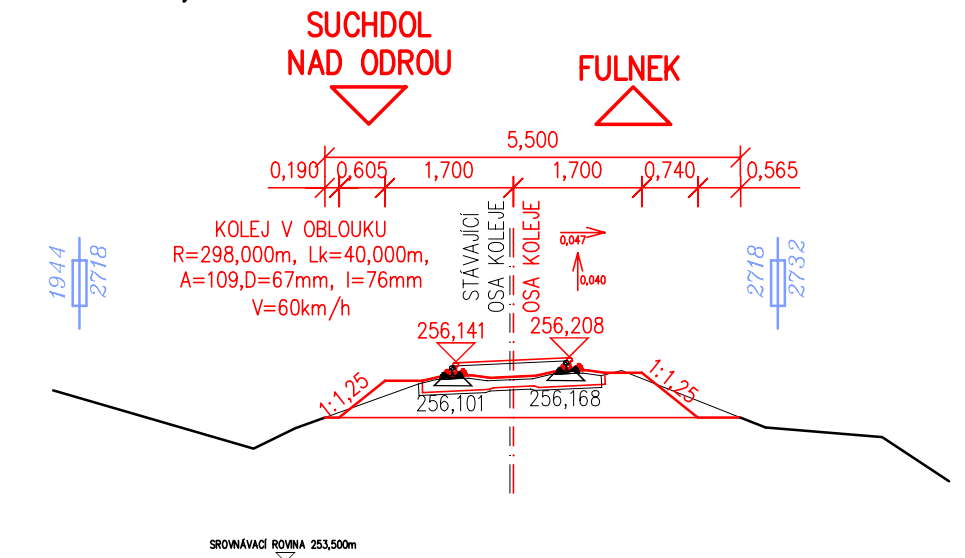 SUCHDOL
NAD ODROU
FULNEK
5,500
0,190 0,605 1,700 1,700 0,740 0,565
KOLEJ V OBLOUKU
R=298,000m, Lk=40,000m,
A=109,D=67mm, I=76mm
V=60km/h
STÁVAJÍCÍ
OSA KOLEJE
OSA KOLEJE
0,047
0,040
1944
2718
2718
2732
256,141
256,208
1:1,25
1:1,25
256,101
256,168
SROVNÁVACÍ ROVINA 253,500m